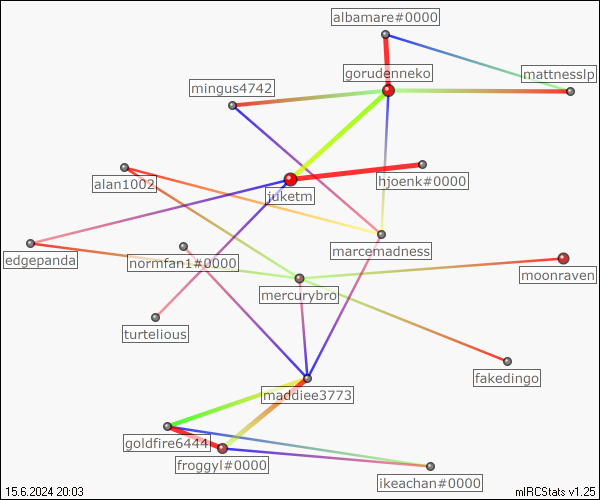 albamare#0000
gorudenneko
mattnesslp
mingus4742
alan1002
hjoenk#0000
juketm
marcemadness
edgepanda
normfan1#0000
moonraven
mercurybro
turtelious
fakedingo
maddiee3773
goldfire6444
froggyl#0000
ikeachan#0000
15.6.2024 20:03
mIRCStats v1.25